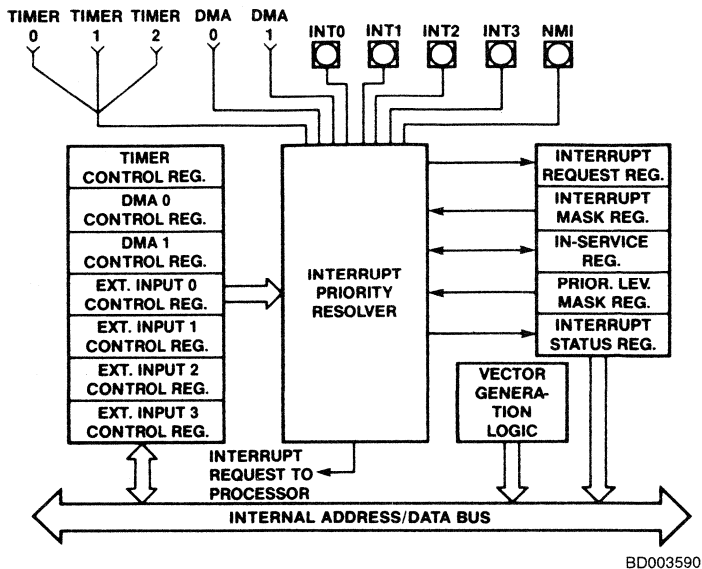 TIMER TIMER TIMER DMA DMA
0 1 2 0 1
INT0 INT1 INT2 INT3 NMI
TIMER
CONTROL REG.
DMA 0
CONTROL REG.
DMA 1
CONTROL REG.
EXT. INPUT 0
CONTROL REG.
EXT. INPUT 1
CONTROL REG.
EXT. INPUT 2
CONTROL REG.
EXT. INPUT 3
CONTROL REG.
INTERRUPT
PRIORITY
RESOLVER
INTERRUPT
REQUEST REG.
INTERRUPT
MASK REG.
IN-SERVICE
REG.
PRIOR. LEV.
MASK REG.
INTERRUPT
STATUS REG.
VECTOR
GENERA-
TION
LOGIC
INTERRUPT
REQUEST TO
PROCESSOR
INTERNAL ADDRESS/DATA BUS
BD003590